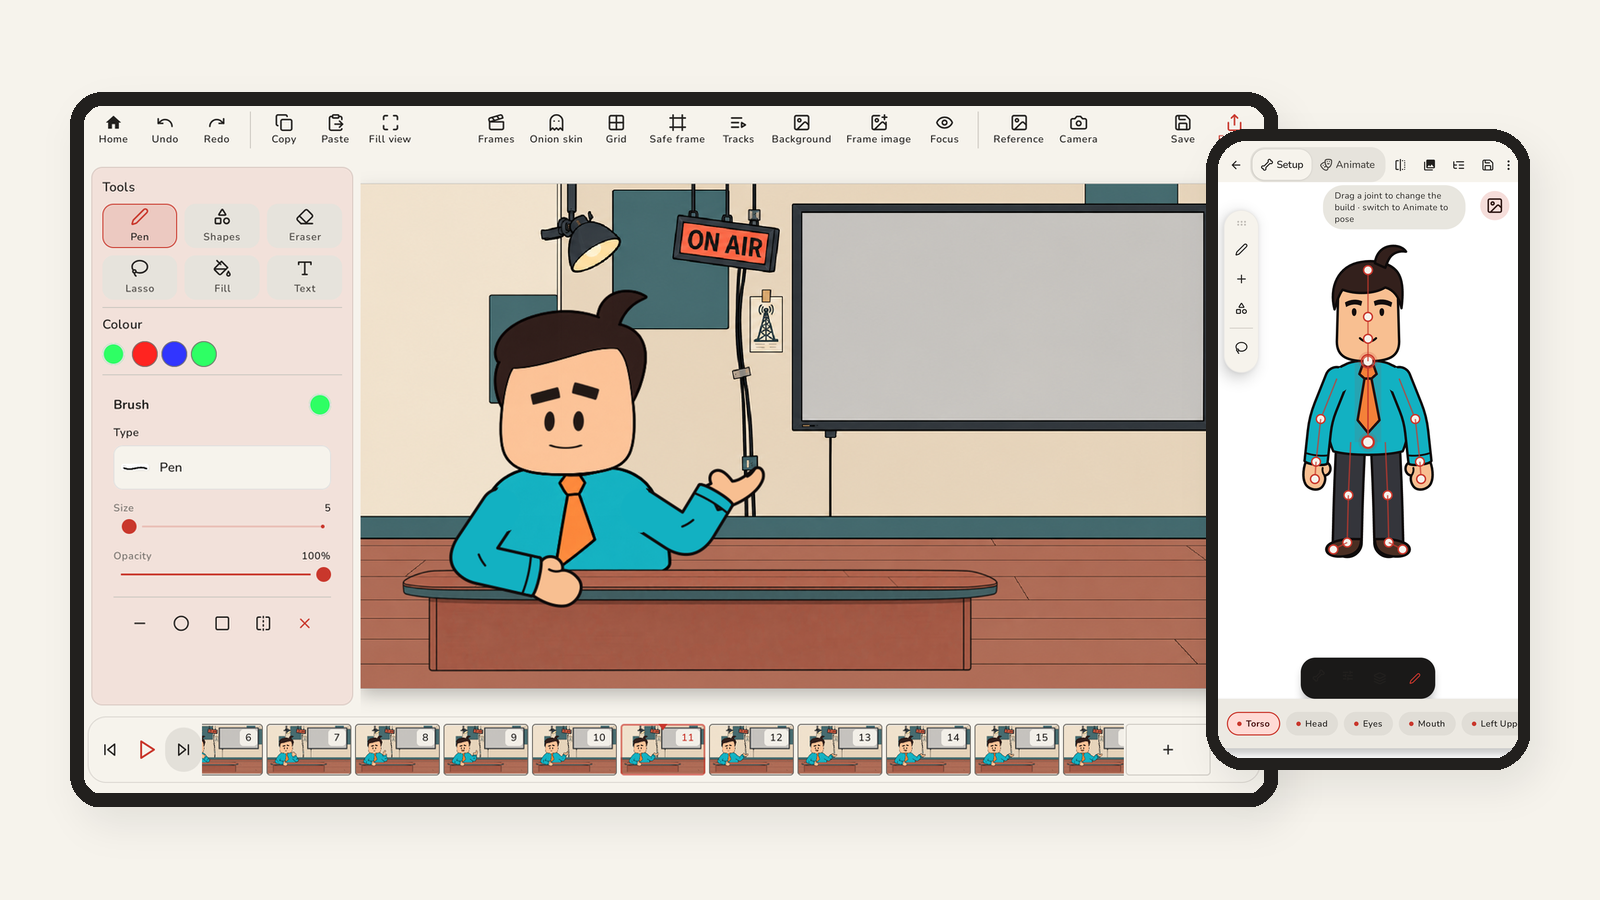 Home
Undo
Redo
Copy
Paste
Fill view
Frames
Onion skin
Grid
Safe frame
Tracks
Background
Frame image
Focus
Reference
Camera
Save
Tools
Pen
Shapes
Eraser
Lasso
Fill
Text
Colour
Brush
Type
Pen
Size
5
Opacity
100%
ON AIR
6
7
8
9
10
11
12
13
14
15
Setup
Animate
Drag a joint to change the
build · switch to Animate to
pose
Torso
Head
Eyes
Mouth
Left Upp